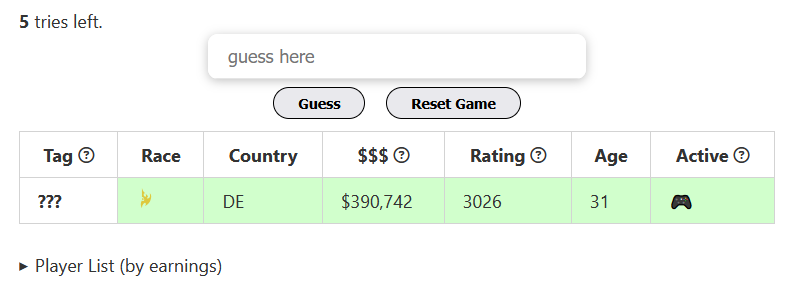 5 tries left.
guess here
Guess Reset Game
Tag ? Race Country $$$ ? Rating ? Age Active ?
??? DE $390,742 3026 31
▸ Player List (by earnings)